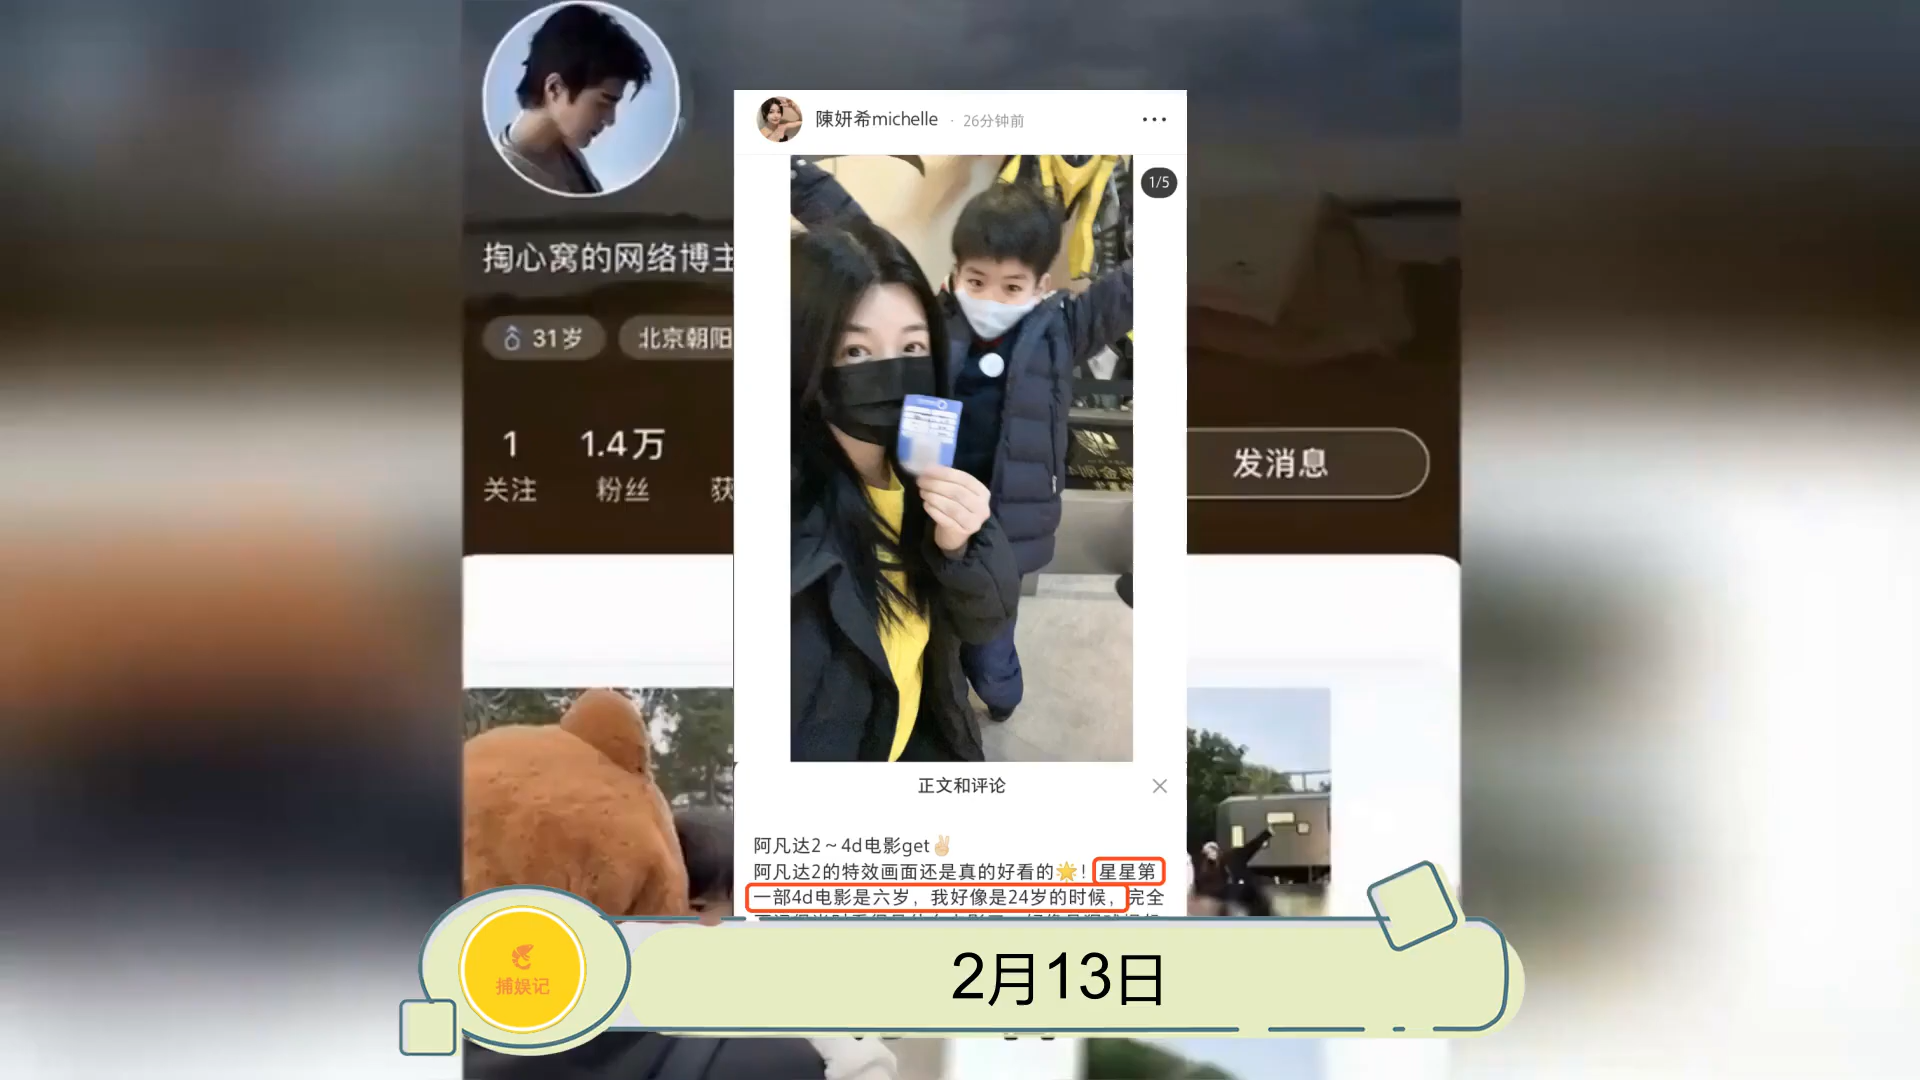 陳妍希michelle · 26分钟前
1/5
掏心窝的网络博主
31岁
北京朝阳
1
1.4万
关注
粉丝
获
发消息
正文和评论
阿凡达2～4d电影get✌🏻
阿凡达2的特效画面还是真的好看的🌟！星星第
一部4d电影是六岁，我好像是24岁的时候，完全
捕娱记
2月13日